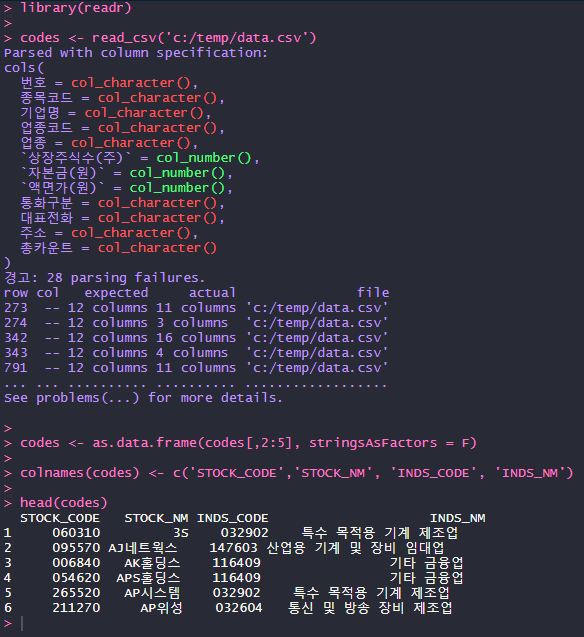 > library(readr)
>
> codes <- read_csv('c:/temp/data.csv')
Parsed with column specification:
cols(
  번호 = col_character(),
  종목코드 = col_character(),
  기업명 = col_character(),
  업종코드 = col_character(),
  업종 = col_character(),
  `상장주식수(주)` = col_number(),
  `자본금(원)` = col_number(),
  `액면가(원)` = col_number(),
  통화구분 = col_character(),
  대표전화 = col_character(),
  주소 = col_character(),
  총카운트 = col_character()
)
경고: 28 parsing failures.
row col   expected     actual                file
273  -- 12 columns 11 columns 'c:/temp/data.csv'
274  -- 12 columns 3 columns  'c:/temp/data.csv'
342  -- 12 columns 16 columns 'c:/temp/data.csv'
343  -- 12 columns 4 columns  'c:/temp/data.csv'
791  -- 12 columns 11 columns 'c:/temp/data.csv'
... ... .......... .......... ..................
See problems(...) for more details.
>
> codes <- as.data.frame(codes[,2:5], stringsAsFactors = F)
>
> colnames(codes) <- c('STOCK_CODE','STOCK_NM', 'INDS_CODE', 'INDS_NM')
>
> head(codes)
  STOCK_CODE   STOCK_NM INDS_CODE                    INDS_NM
1     060310         3S    032902    특수 목적용 기계 제조업
2     095570 AJ네트웍스    147603 산업용 기계 및 장비 임대업
3     006840   AK홀딩스    116409                기타 금융업
4     054620  APS홀딩스    116409                기타 금융업
5     265520   AP시스템    032902    특수 목적용 기계 제조업
6     211270     AP위성    032604    통신 및 방송 장비 제조업
>